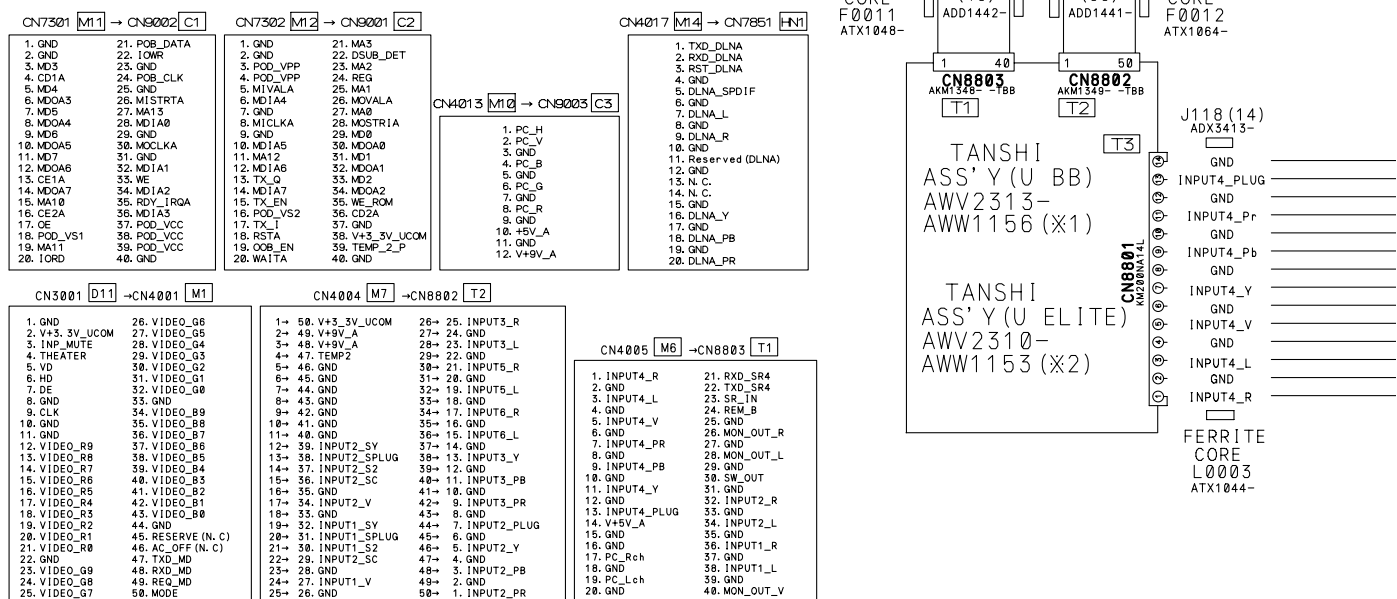 CN7301 M11 → CN9002 C1
1. GND
2. GND
3. MD3
4. CD1A
5. MD4
6. MDOA3
7. MD5
8. MDOA4
9. MD6
10. MDOA5
11. MD7
12. MDOA6
13. CE1A
14. MDOA7
15. MA10
16. CE2A
17. OE
18. POD_VS1
19. MA11
20. IORD
21. POB_DATA
22. IOWR
23. GND
24. POB_CLK
25. GND
26. MISTRTA
27. MA13
28. MDIA0
29. GND
30. MOCLKA
31. GND
32. MDIA1
33. WE
34. MDIA2
35. RDY_IRQA
36. MDIA3
37. POD_VCC
38. POD_VCC
39. POD_VCC
40. GND
CN7302 M12 → CN9001 C2
1. GND
2. GND
3. POD_VPP
4. POD_VPP
5. MIVALA
6. MDIA4
7. GND
8. MICLKA
9. GND
10. MDIA5
11. MA12
12. MDIA6
13. TX_Q
14. MDIA7
15. TX_EN
16. POD_VS2
17. TX_I
18. RSTA
19. OOB_EN
20. WAITA
21. MA3
22. DSUB_DET
23. MA2
24. REG
25. MA1
26. MOVALA
27. MA0
28. MOSTRIA
29. MD0
30. MDOA0
31. MD1
32. MDOA1
33. MD2
34. MDOA2
35. WE_ROM
36. CD2A
37. GND
38. V+3_3V_UCOM
39. TEMP_2_P
40. GND
CN4013 M10 → CN9003 C3
1. PC_H
2. PC_V
3. GND
4. PC_B
5. GND
6. PC_G
7. GND
8. PC_R
9. GND
10. +5V_A
11. GND
12. V+9V_A
CN4017 M14 → CN7851 HN1
1. TXD_DLNA
2. RXD_DLNA
3. RST_DLNA
4. GND
5. DLNA_SPDIF
6. GND
7. DLNA_L
8. GND
9. DLNA_R
10. GND
11. Reserved (DLNA)
12. GND
13. N. C.
14. N. C.
15. GND
16. DLNA_Y
17. GND
18. DLNA_PB
19. GND
20. DLNA_PR
CN3001 D11 →CN4001 M1
1. GND
2. V+3.3V_UCOM
3. INP_MUTE
4. THEATER
5. VD
6. HD
7. DE
8. GND
9. CLK
10. GND
11. GND
12. VIDEO_R9
13. VIDEO_R8
14. VIDEO_R7
15. VIDEO_R6
16. VIDEO_R5
17. VIDEO_R4
18. VIDEO_R3
19. VIDEO_R2
20. VIDEO_R1
21. VIDEO_R0
22. GND
23. VIDEO_G9
24. VIDEO_G8
25. VIDEO_G7
26. VIDEO_G6
27. VIDEO_G5
28. VIDEO_G4
29. VIDEO_G3
30. VIDEO_G2
31. VIDEO_G1
32. VIDEO_G0
33. GND
34. VIDEO_B9
35. VIDEO_B8
36. VIDEO_B7
37. VIDEO_B6
38. VIDEO_B5
39. VIDEO_B4
40. VIDEO_B3
41. VIDEO_B2
42. VIDEO_B1
43. VIDEO_B0
44. GND
45. RESERVE (N. C)
46. AC_OFF (N. C)
47. TXD_MD
48. RXD_MD
49. REQ_MD
50. MODE
CN4004 M7 →CN8802 T2
1→ 50. V+3_3V_UCOM
2→ 49. V+9V_A
3→ 48. V+9V_A
4→ 47. TEMP2
5→ 46. GND
6→ 45. GND
7→ 44. GND
8→ 43. GND
9→ 42. GND
10→ 41. GND
11→ 40. GND
12→ 39. INPUT2_SY
13→ 38. INPUT2_SPLUG
14→ 37. INPUT2_S2
15→ 36. INPUT2_SC
16→ 35. GND
17→ 34. INPUT2_V
18→ 33. GND
19→ 32. INPUT1_SY
20→ 31. INPUT1_SPLUG
21→ 30. INPUT1_S2
22→ 29. INPUT2_SC
23→ 28. GND
24→ 27. INPUT1_V
25→ 26. GND
26→ 25. INPUT3_R
27→ 24. GND
28→ 23. INPUT3_L
29→ 22. GND
30→ 21. INPUT5_R
31→ 20. GND
32→ 19. INPUT5_L
33→ 18. GND
34→ 17. INPUT6_R
35→ 16. GND
36→ 15. INPUT6_L
37→ 14. GND
38→ 13. INPUT3_Y
39→ 12. GND
40→ 11. INPUT3_PB
41→ 10. GND
42→ 9. INPUT3_PR
43→ 8. GND
44→ 7. INPUT2_PLUG
45→ 6. GND
46→ 5. INPUT2_Y
47→ 4. GND
48→ 3. INPUT2_PB
49→ 2. GND
50→ 1. INPUT2_PR
CN4005 M6 →CN8803 T1
1. INPUT4_R
2. GND
3. INPUT4_L
4. GND
5. INPUT4_V
6. GND
7. INPUT4_PR
8. GND
9. INPUT4_PB
10. GND
11. INPUT4_Y
12. GND
13. INPUT4_PLUG
14. V+5V_A
15. GND
16. GND
17. PC_Rch
18. GND
19. PC_Lch
20. GND
21. RXD_SR4
22. TXD_SR4
23. SR_IN
24. REM_B
25. GND
26. MON_OUT_R
27. GND
28. MON_OUT_L
29. GND
30. SW_OUT
31. GND
32. INPUT2_R
33. GND
34. INPUT2_L
35. GND
36. INPUT1_R
37. GND
38. INPUT1_L
39. GND
40. MON_OUT_V
F0011
ATX1048-
ADD1442-
ADD1441-
F0012
ATX1064-
1 40
CN8803
AKM1348- -TBB
T1
1 50
CN8802
AKM1349- -TBB
T2
T3
TANSHI
ASS'Y(U BB)
AWV2313-
AWW1156(※1)
TANSHI
ASS'Y(U ELITE)
AWV2310-
AWW1153(※2)
CN8801
KM200NA14L
J118(14)
ADX3413-
14 GND
13 INPUT4_PLUG
12 GND
11 INPUT4_Pr
10 GND
9 INPUT4_Pb
8 GND
7 INPUT4_Y
6 GND
5 INPUT4_V
4 GND
3 INPUT4_L
2 GND
1 INPUT4_R
FERRITE
CORE
L0003
ATX1044-